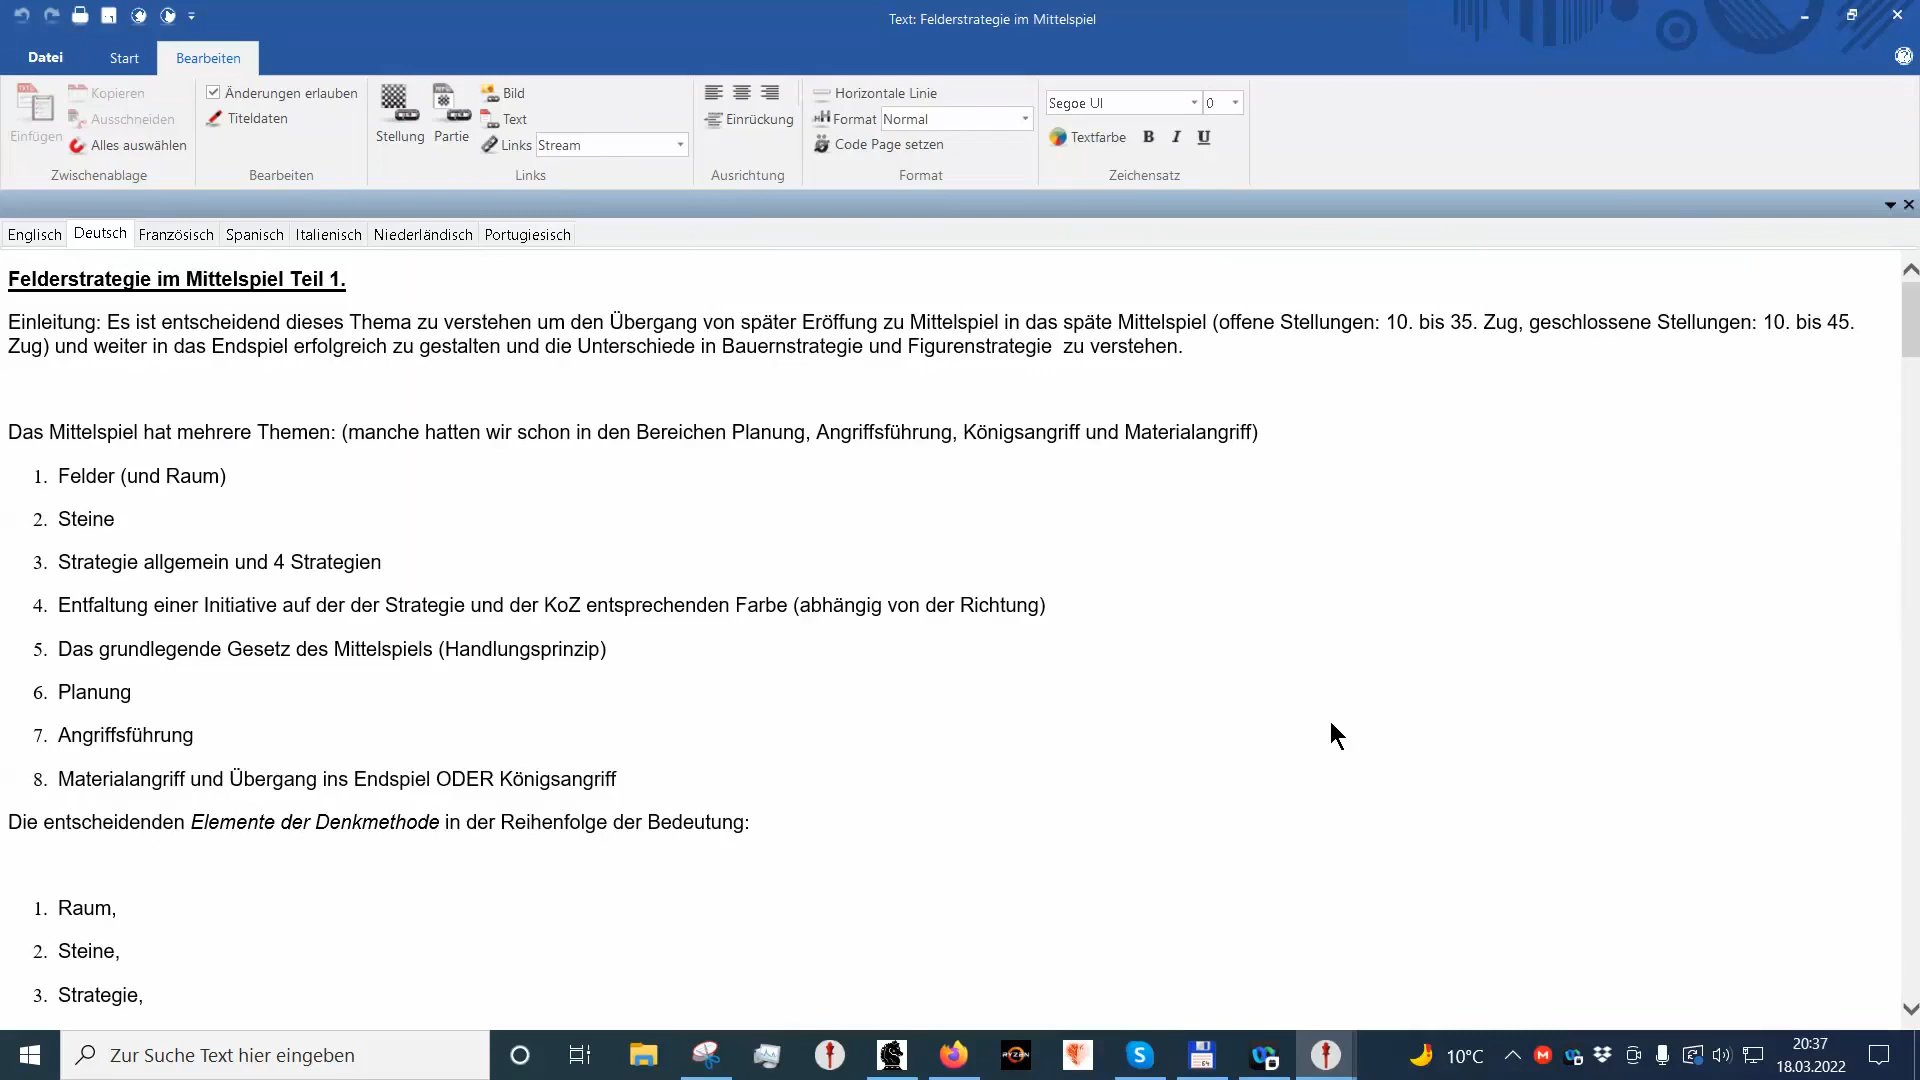 Text: Felderstrategie im Mittelspiel
Datei Start Bearbeiten
Einfügen
Kopieren
Ausschneiden
Alles auswählen
Zwischenablage
Änderungen erlauben
Titeldaten
Bearbeiten
Stellung
Partie
Bild
Text
Links Stream
Links
Einrückung
Ausrichtung
Horizontale Linie
Format Normal
Code Page setzen
Format
Segoe UI 0
Textfarbe B I U
Zeichensatz
Englisch Deutsch Französisch Spanisch Italienisch Niederländisch Portugiesisch
Felderstrategie im Mittelspiel Teil 1.
Einleitung: Es ist entscheidend dieses Thema zu verstehen um den Übergang von später Eröffung zu Mittelspiel in das späte Mittelspiel (offene Stellungen: 10. bis 35. Zug, geschlossene Stellungen: 10. bis 45.
Zug) und weiter in das Endspiel erfolgreich zu gestalten und die Unterschiede in Bauernstrategie und Figurenstrategie zu verstehen.
Das Mittelspiel hat mehrere Themen: (manche hatten wir schon in den Bereichen Planung, Angriffsführung, Königsangriff und Materialangriff)
1. Felder (und Raum)
2. Steine
3. Strategie allgemein und 4 Strategien
4. Entfaltung einer Initiative auf der der Strategie und der KoZ entsprechenden Farbe (abhängig von der Richtung)
5. Das grundlegende Gesetz des Mittelspiels (Handlungsprinzip)
6. Planung
7. Angriffsführung
8. Materialangriff und Übergang ins Endspiel ODER Königsangriff
Die entscheidenden Elemente der Denkmethode in der Reihenfolge der Bedeutung:
1. Raum,
2. Steine,
3. Strategie,
Zur Suche Text hier eingeben
RYZEN
10°C
20:37
18.03.2022